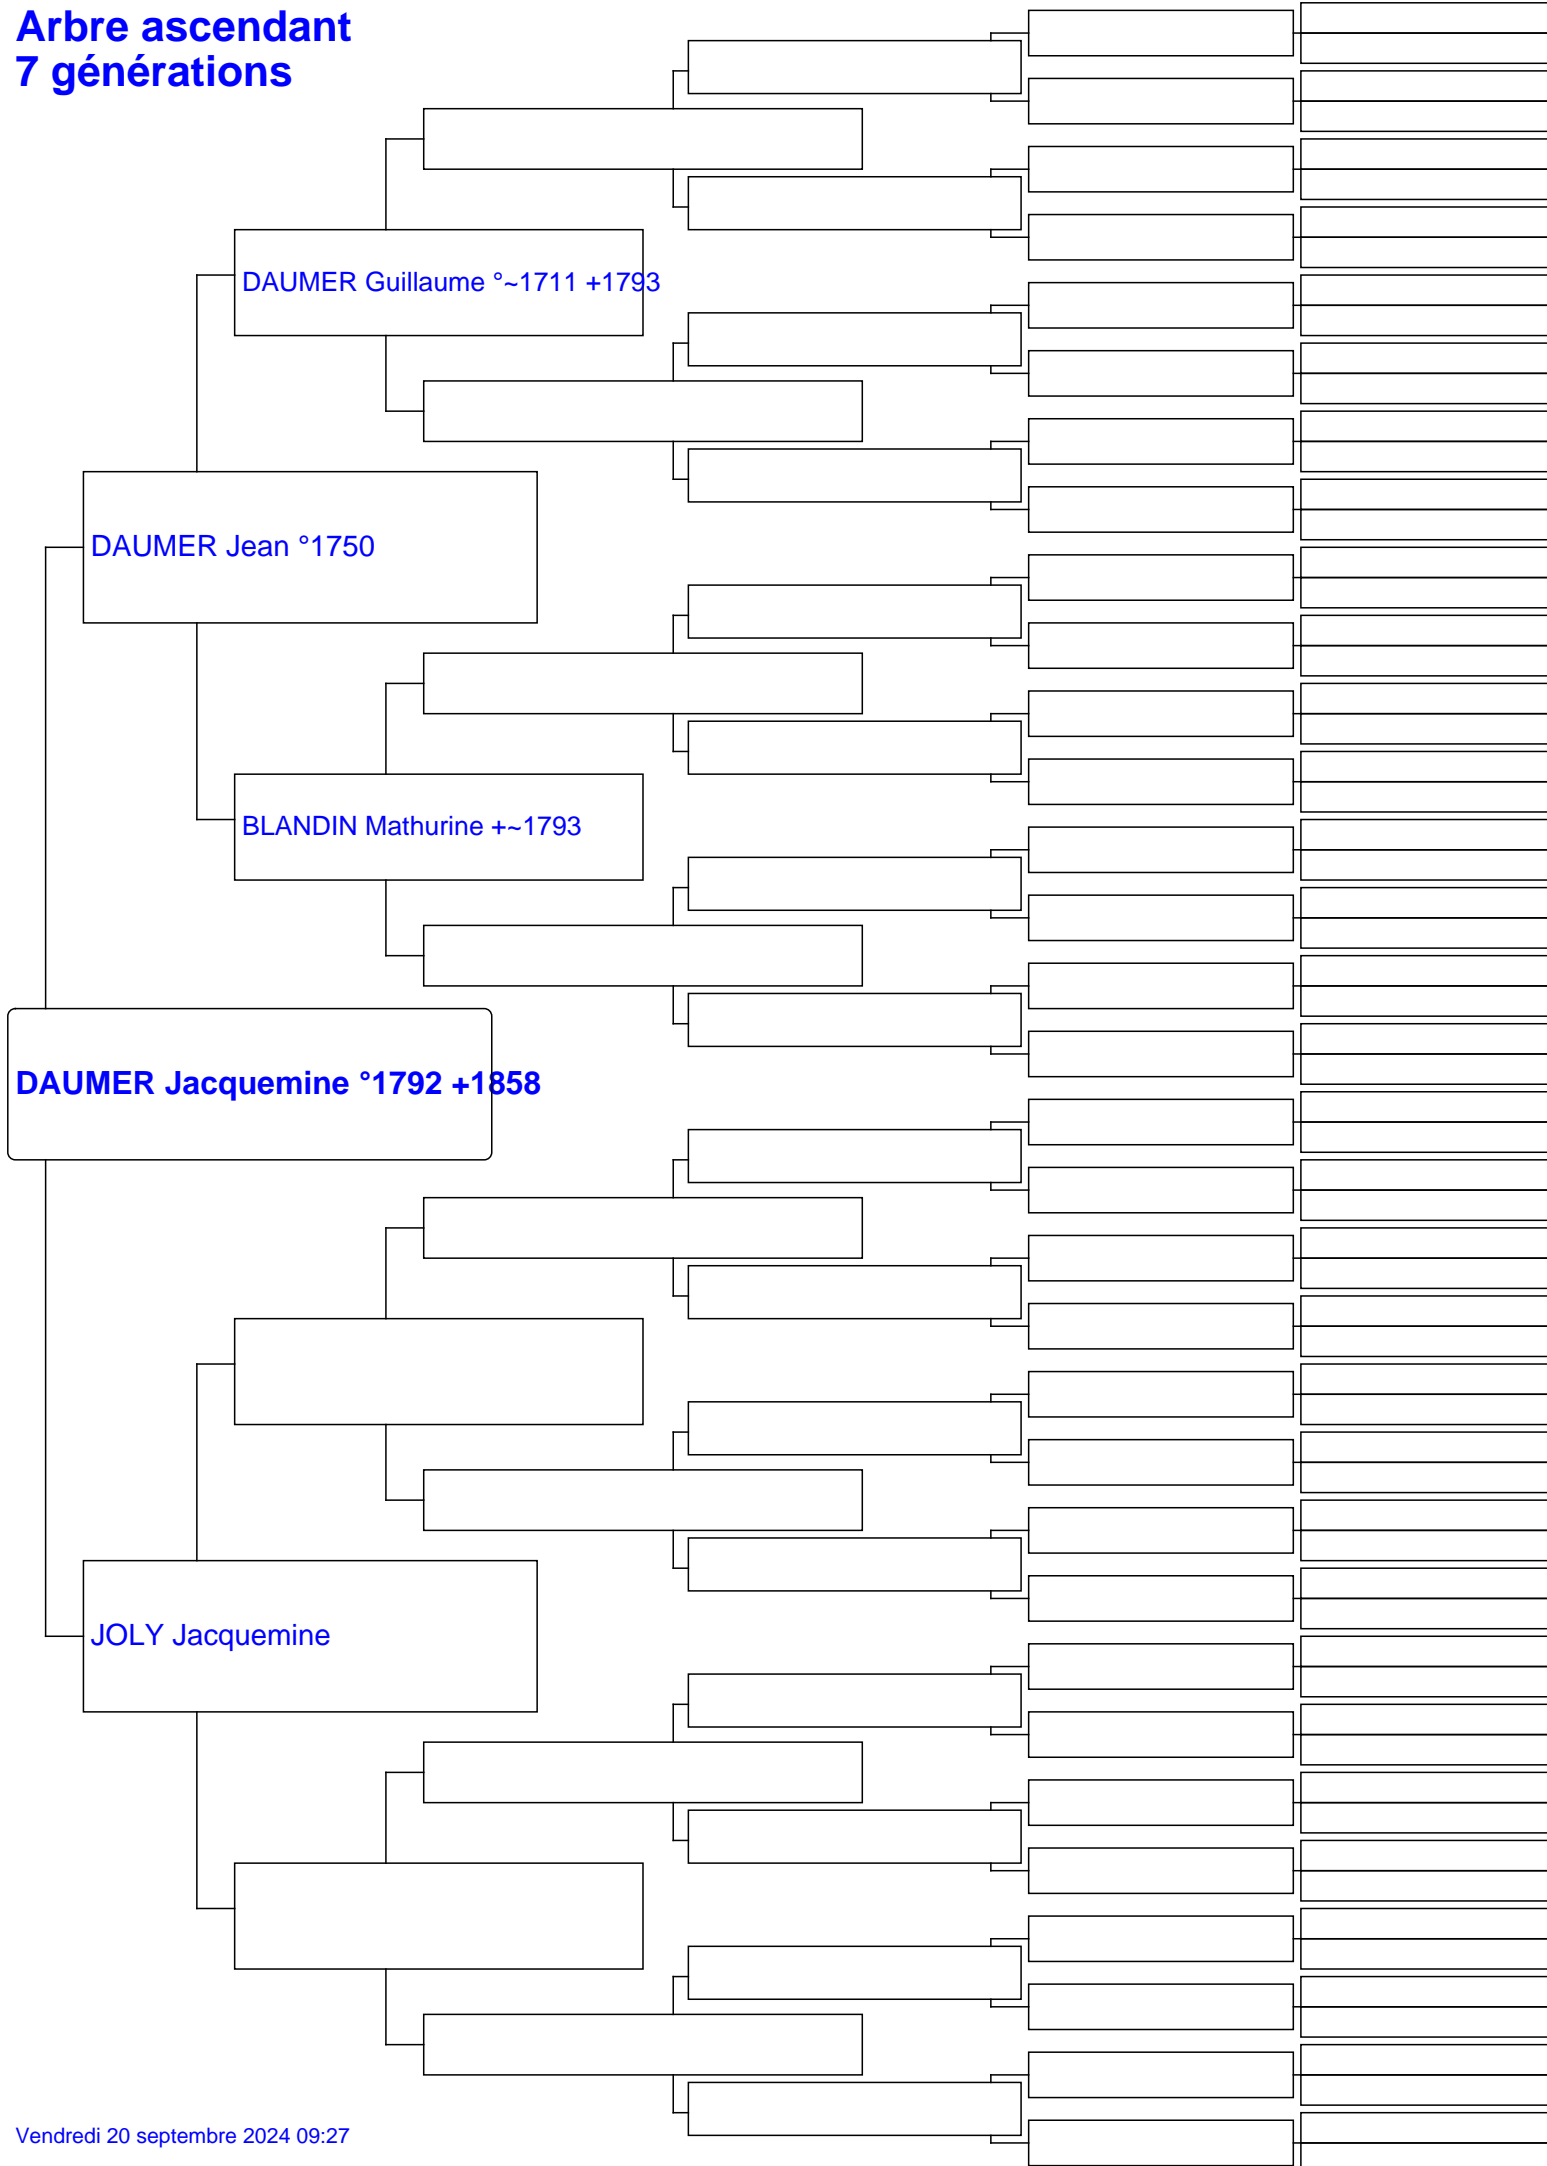 Arbre ascendant
7 générations
DAUMER Guillaume °~1711 +1793
DAUMER Jean °1750
BLANDIN Mathurine +~1793
DAUMER Jacquemine °1792 +1858
JOLY Jacquemine
Vendredi 20 septembre 2024 09:27